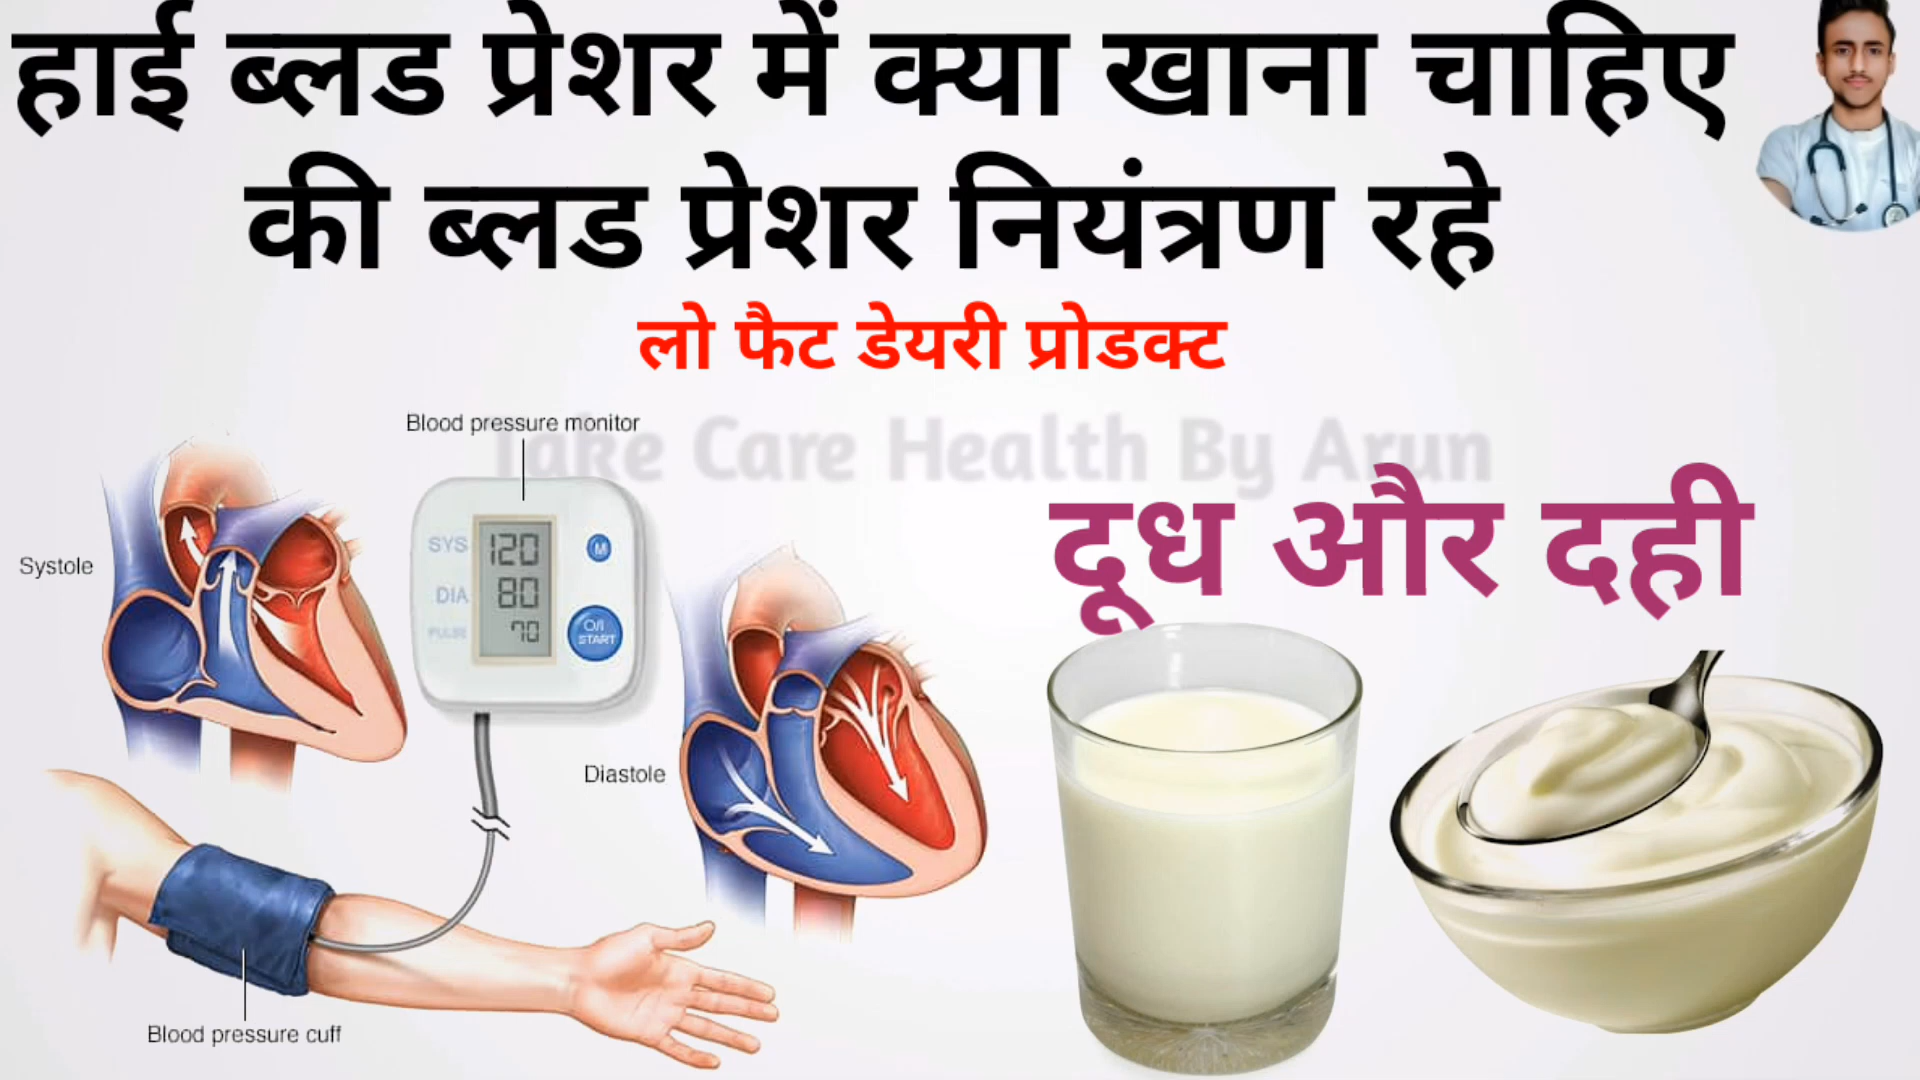 हाई ब्लड प्रेशर में क्या खाना चाहिए
की ब्लड प्रेशर नियंत्रण रहे
लो फैट डेयरी प्रोडक्ट
Take Care Health By Arun
Blood pressure monitor
दूध और दही
Systole
SYS 120 M
DIA 80
PULSE 70
O/I
START
Diastole
Blood pressure cuff